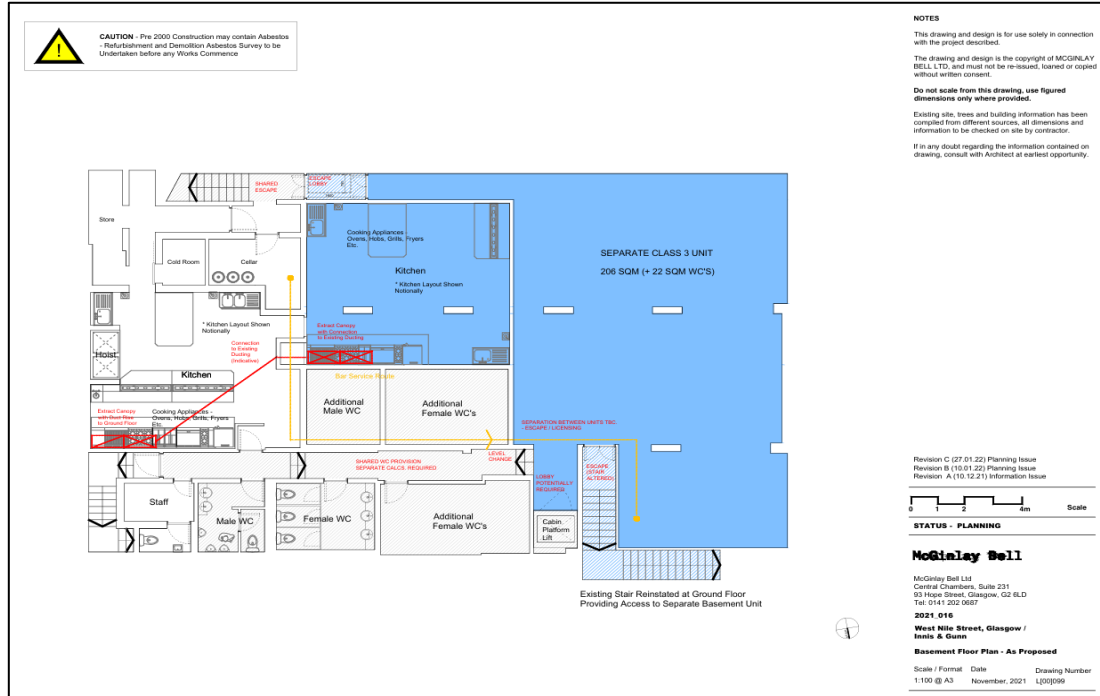 CAUTION - Pre 2000 Construction may contain Asbestos
- Refurbishment and Demolition Asbestos Survey to be
Undertaken before any Works Commence
!
NOTES
This drawing and design is for use solely in connection
with the project described.
The drawing and design is the copyright of MCGINLAY
BELL LTD, and must not be re-issued, loaned or copied
without written consent.
Do not scale from this drawing, use figured
dimensions only where provided.
Existing site, trees and building information has been
compiled from different sources, all dimensions and
information to be checked on site by contractor.
If in any doubt regarding the information contained on
drawing, consult with Architect at earliest opportunity.
SHARED
ESCAPE
ESCAPE
LOBBY
Store
Cooking Appliances -
Ovens, Hobs, Grills, Fryers
Etc.
SEPARATE CLASS 3 UNIT
206 SQM (+ 22 SQM WC'S)
Cold Room
Cellar
Kitchen
* Kitchen Layout Shown
Notionally
* Kitchen Layout Shown
Notionally
Extract Canopy
with Connection
to Existing Ducting
Connection
to Existing
Ducting
(Indicative)
Hoist
Kitchen
Bar Service Route
Additional
Male WC
Additional
Female WC's
Extract Canopy
with Duct Rise
to Ground Floor
Cooking Appliances -
Ovens, Hobs, Grills, Fryers
Etc.
SEPARATION BETWEEN UNITS TBC.
- ESCAPE / LICENSING
LEVEL
CHANGE
SHARED WC PROVISION
SEPARATE CALCS. REQUIRED
LOBBY
POTENTIALLY
REQUIRED
ESCAPE
(STAIR
ALTERED)
Staff
Male WC
Female WC
Additional
Female WC's
Cabin
Platform
Lift
Existing Stair Reinstated at Ground Floor
Providing Access to Separate Basement Unit
Revision C (27.01.22) Planning Issue
Revision B (10.01.22) Planning Issue
Revision A (10.12.21) Information Issue
0 1 2 4m Scale
STATUS - PLANNING
McGinlay Bell
McGinlay Bell Ltd
Central Chambers, Suite 231
93 Hope Street, Glasgow, G2 6LD
Tel: 0141 202 0687
2021_016
West Nile Street, Glasgow /
Innis & Gunn
Basement Floor Plan - As Proposed
Scale / Format Date Drawing Number
1:100 @ A3 November, 2021 L[00]099